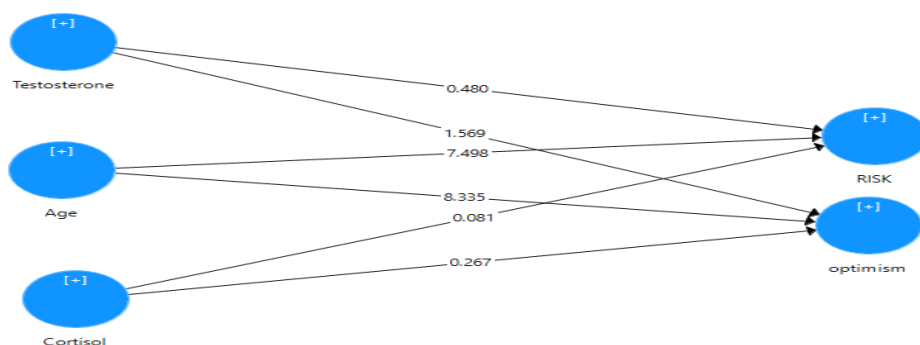 [+]
Testosterone
0.480
[+]
RISK
1.569
7.498
[+]
Age
8.335
0.081
[+]
optimism
0.267
[+]
Cortisol